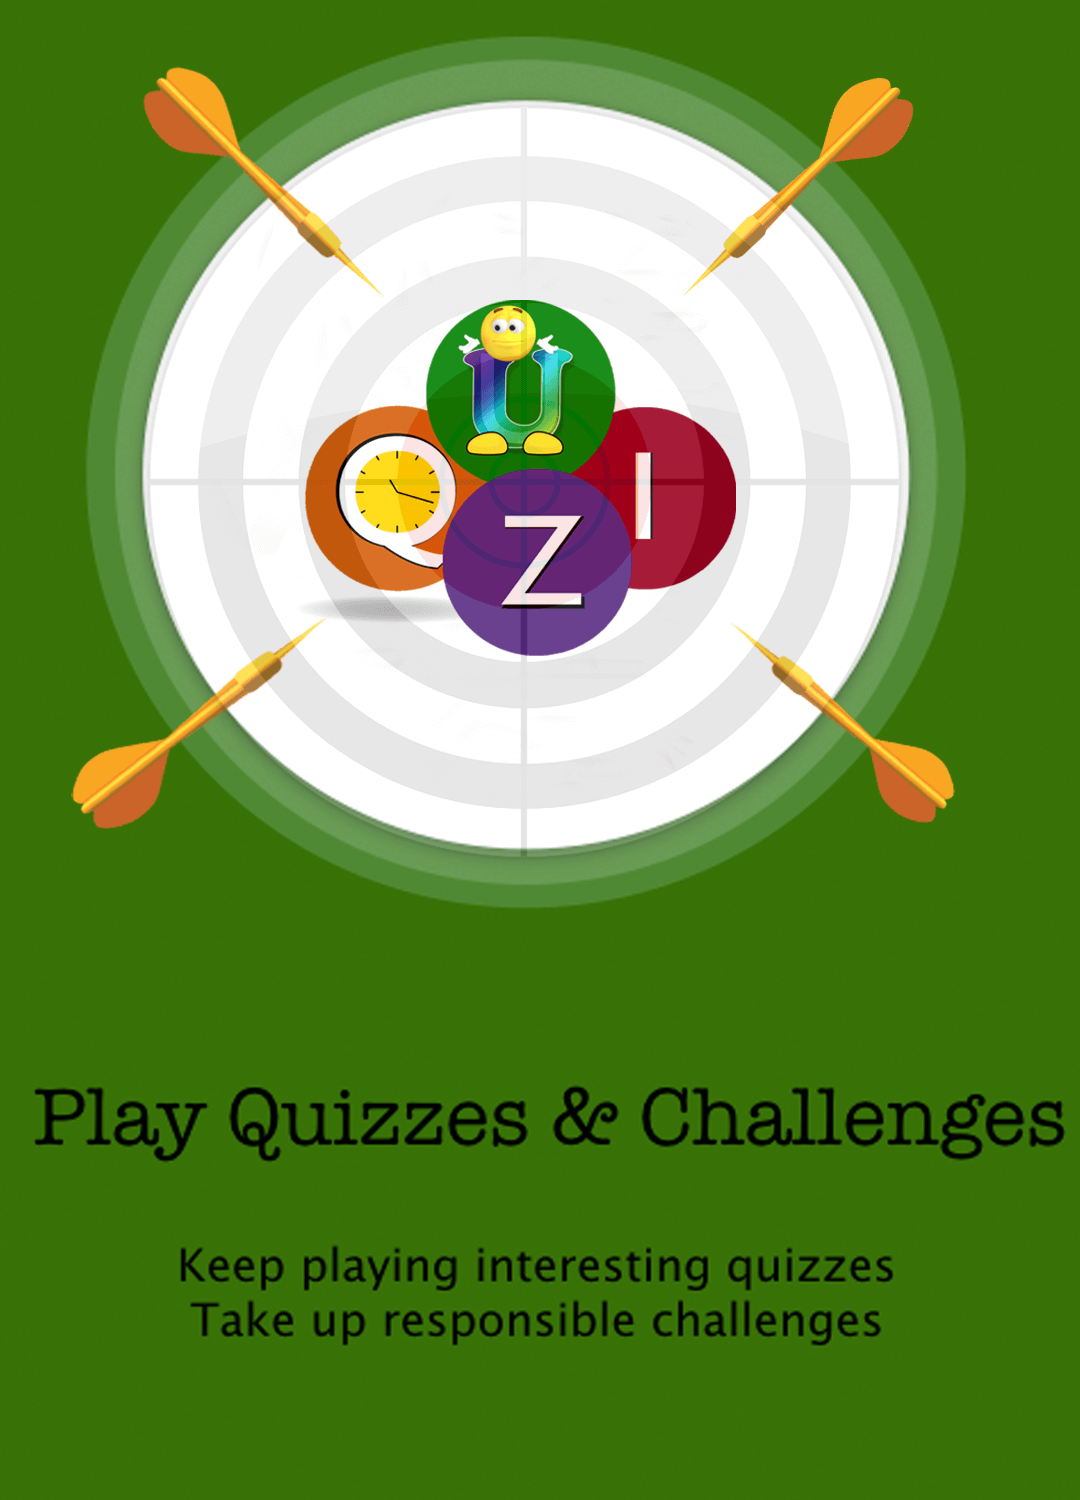 Q U I
Z
Play Quizzes & Challenges
Keep playing interesting quizzes
Take up responsible challenges